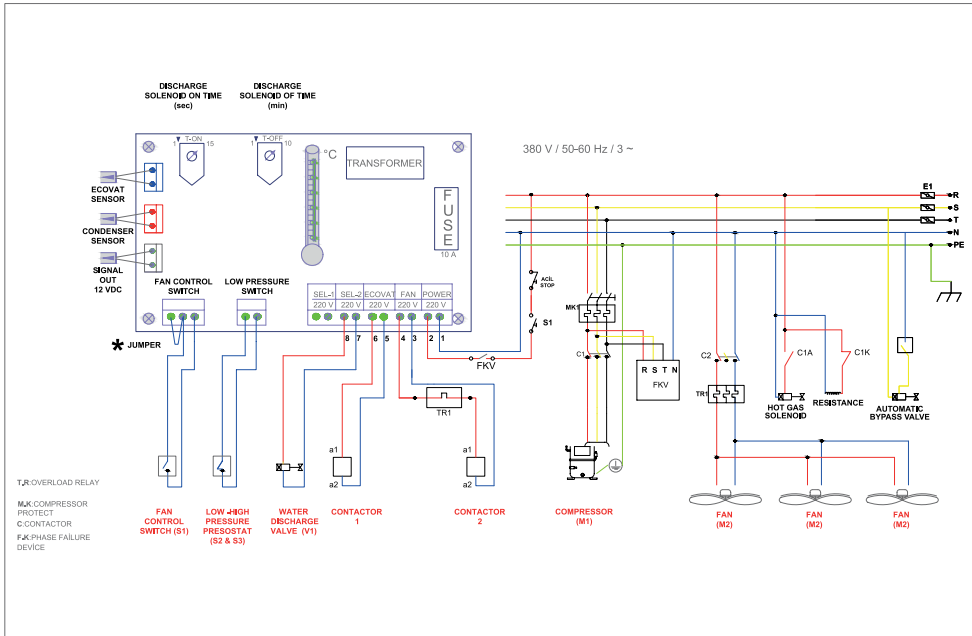 DISCHARGE
SOLENOID ON TIME
(sec)
DISCHARGE
SOLENOID OF TIME
(min)
T-ON
1
15
T-OFF
1
10
°C
TRANSFORMER
FUSE
10 A
380 V / 50-60 Hz / 3 ~
ECOVAT
SENSOR
CONDENSER
SENSOR
SIGNAL
OUT
12 VDC
FAN CONTROL
SWITCH
LOW PRESSURE
SWITCH
SEL-1 SEL-2 ECOVAT FAN POWER
220 V 220 V 220 V 220 V 220 V
8 7 6 5 4 3 2 1
* JUMPER
FKV
ACİL
STOP
S1
E1
R
S
T
N
PE
MK1
C1
R S T N
FKV
C2
TR1
C1A
C1K
HOT GAS
SOLENOID
RESISTANCE
AUTOMATIC
BYPASS VALVE
TR1
a1
a2
a1
a2
T.R:OVERLOAD RELAY
M.K:COMPRESSOR
PROTECT
C:CONTACTOR
F.K:PHASE FAİLURE
DEVİCE
FAN
CONTROL
SWITCH (S1)
LOW -HIGH
PRESSURE
PRESOSTAT
(S2 & S3)
WATER
DISCHARGE
VALVE (V1)
CONTACTOR
1
CONTACTOR
2
COMPRESSOR
(M1)
FAN
(M2)
FAN
(M2)
FAN
(M2)